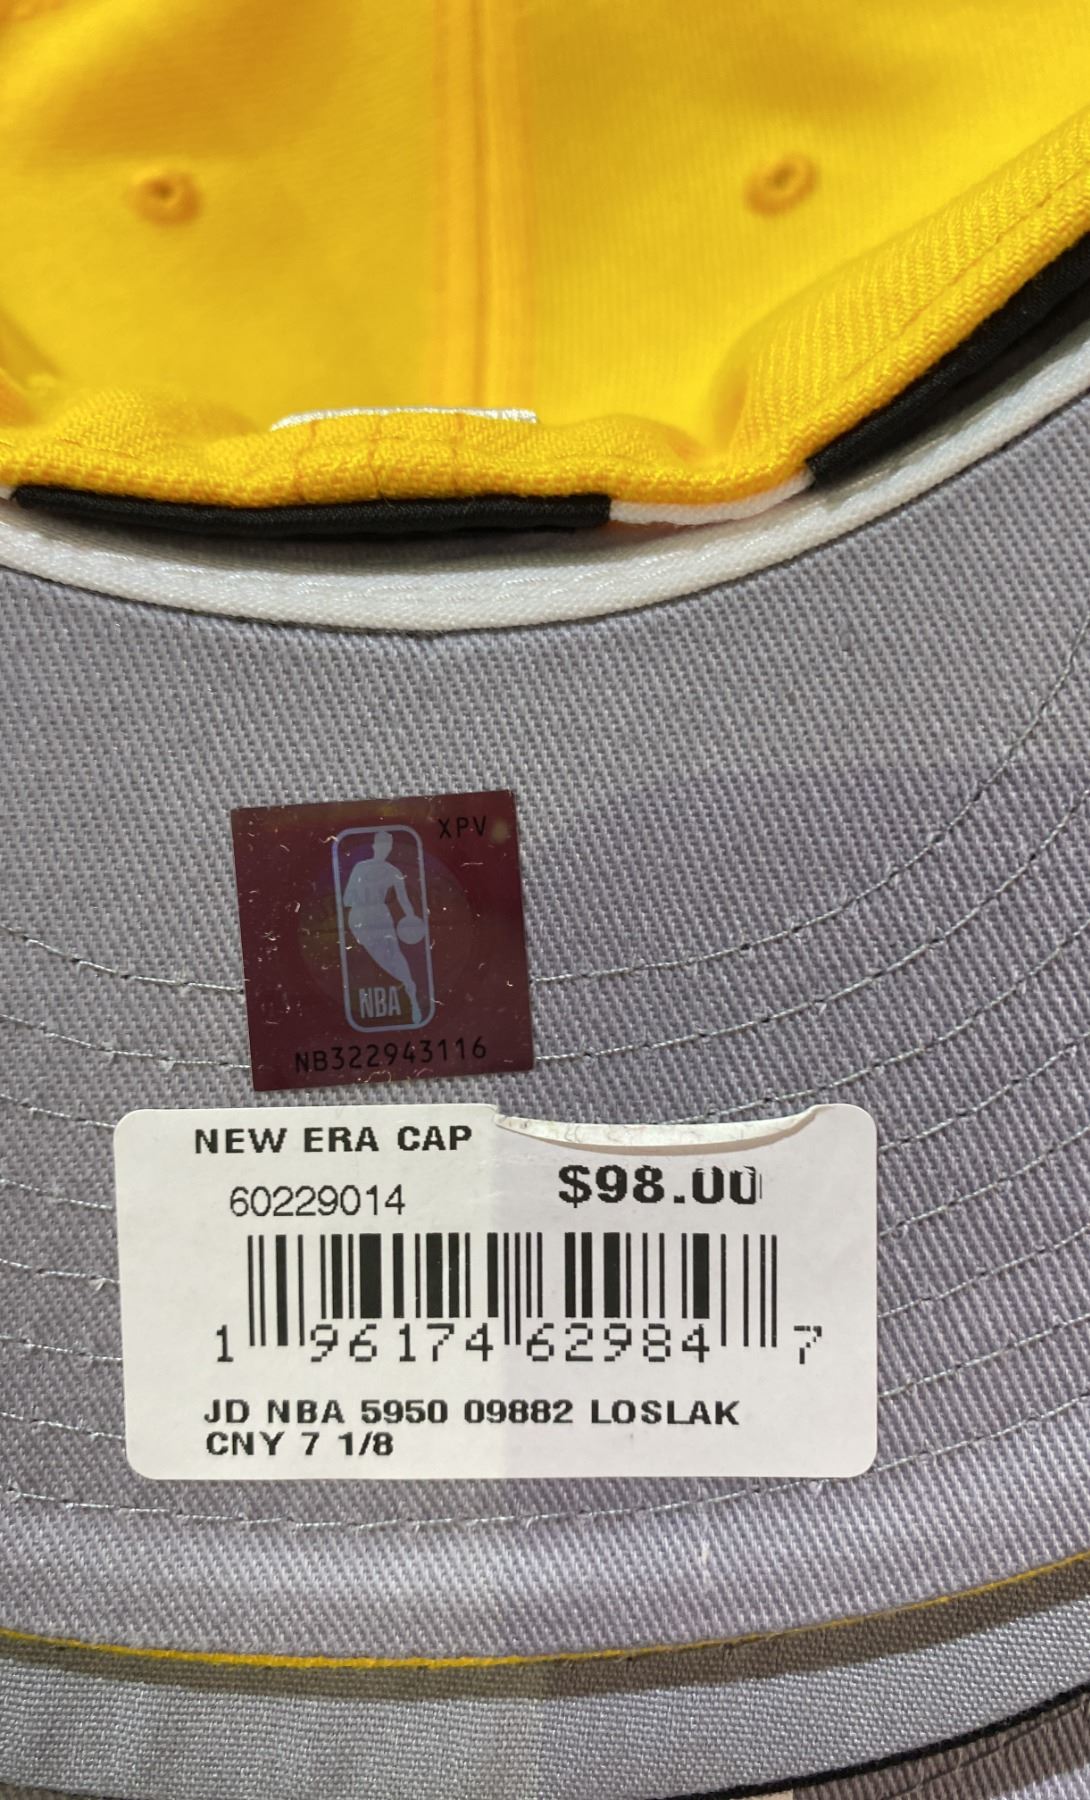 XPV
NBA
NB322943116
NEW ERA CAP
60229014
$98.00
1 96174 62984 7
JD NBA 5950 09882 LOSLAK
CNY 7 1/8